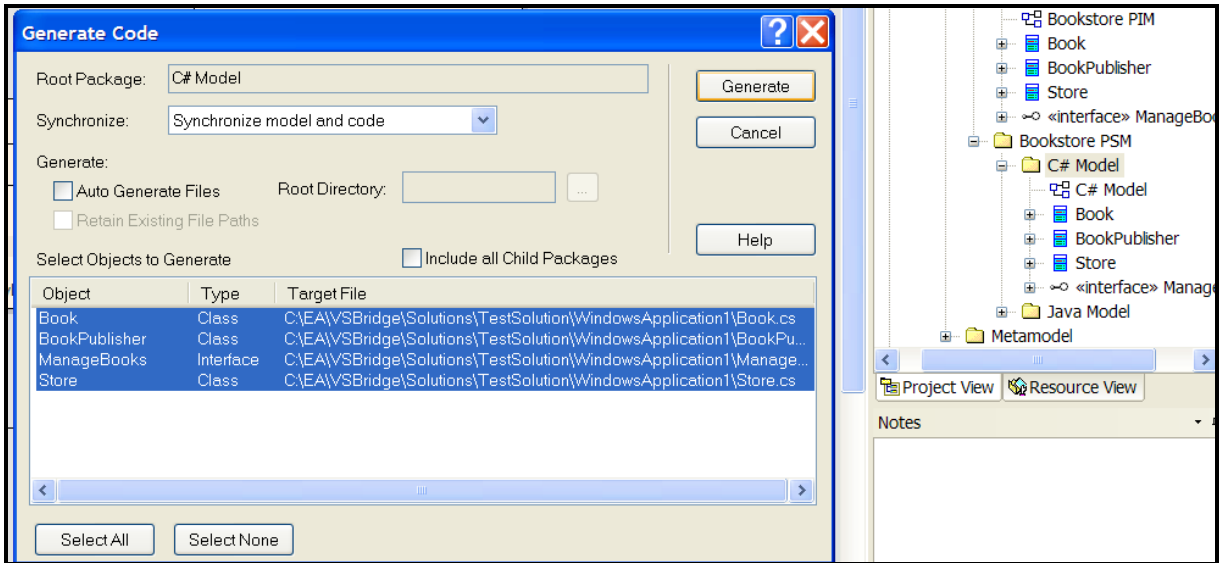 Generate Code
Root Package: C# Model
Generate
Synchronize: Synchronize model and code
Cancel
Generate:
Auto Generate Files Root Directory: ...
Retain Existing File Paths
Help
Select Objects to Generate Include all Child Packages
Object Type Target File
Book Class C:\EA\VSBridge\Solutions\TestSolution\WindowsApplication1\Book.cs
BookPublisher Class C:\EA\VSBridge\Solutions\TestSolution\WindowsApplication1\BookPu...
ManageBooks Interface C:\EA\VSBridge\Solutions\TestSolution\WindowsApplication1\Manage...
Store Class C:\EA\VSBridge\Solutions\TestSolution\WindowsApplication1\Store.cs
Select All Select None
Bookstore PIM
Book
BookPublisher
Store
«interface» ManageBo
Bookstore PSM
C# Model
C# Model
Book
BookPublisher
Store
«interface» Manage
Java Model
Metamodel
Project View Resource View
Notes